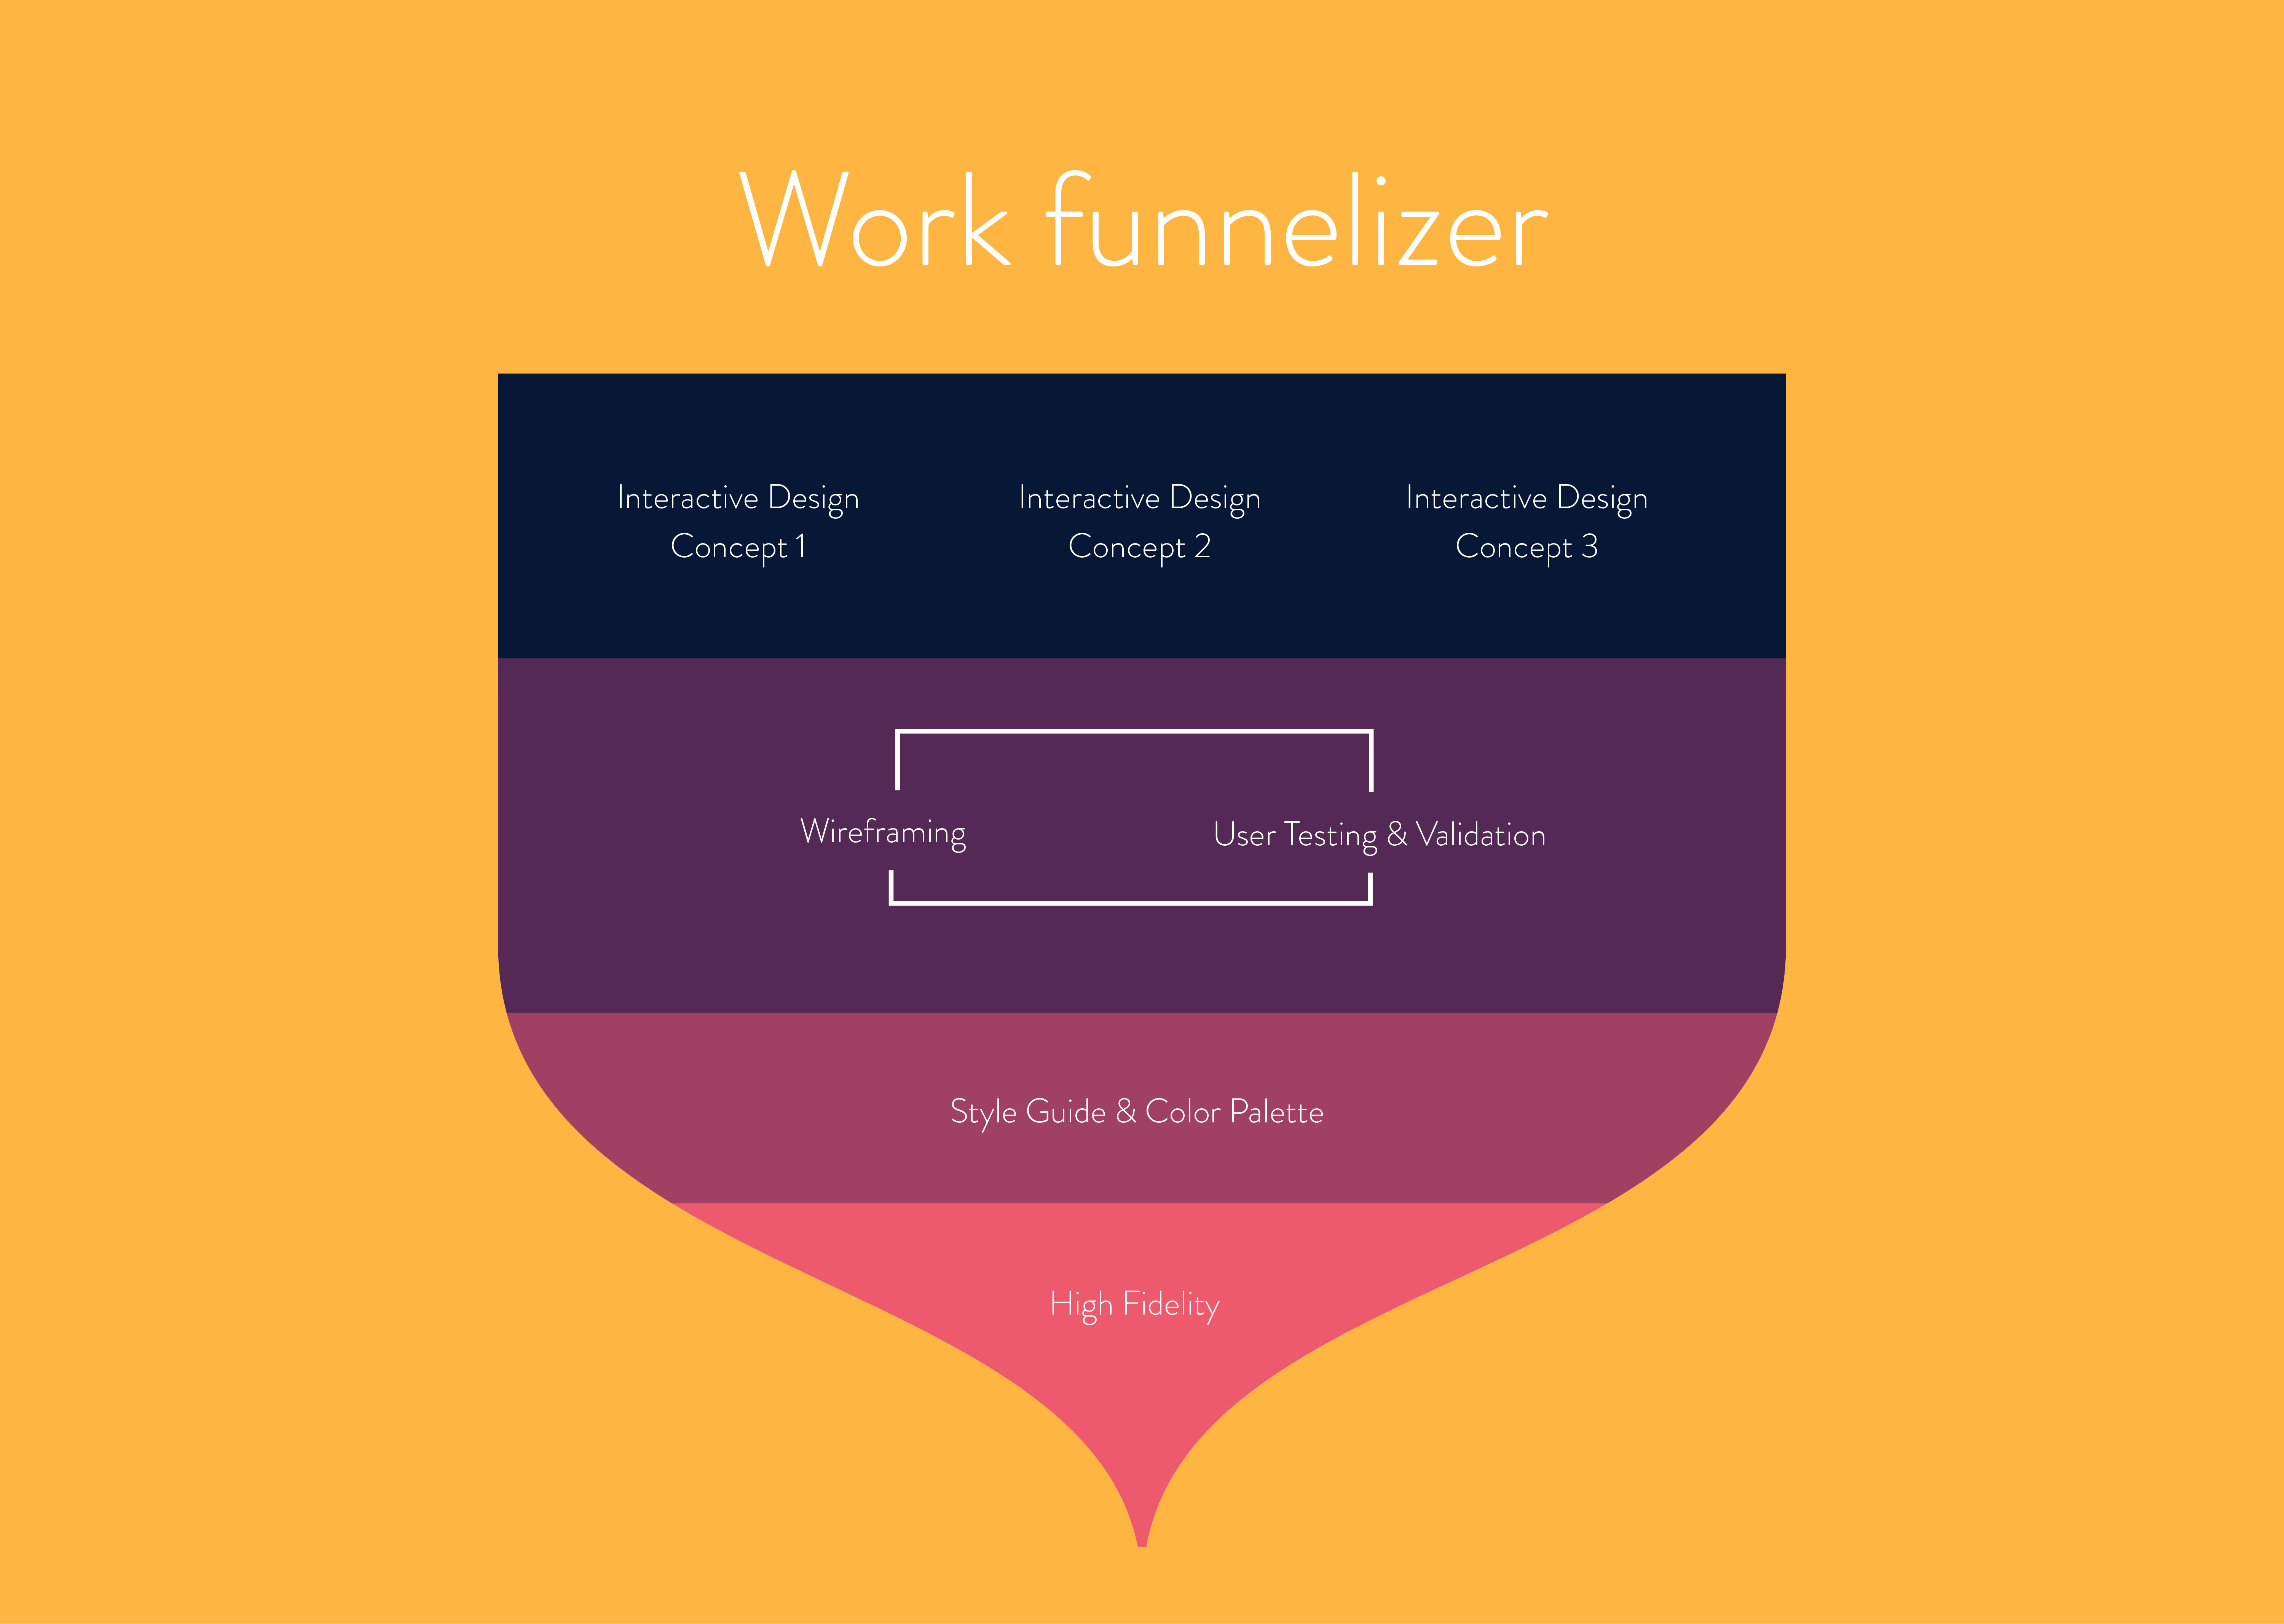 Work funnelizer
Interactive Design
Concept 1
Interactive Design
Concept 2
Interactive Design
Concept 3
Wireframing
User Testing & Validation
Style Guide & Color Palette
High Fidelity